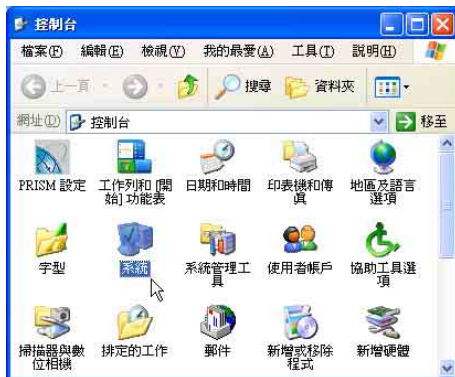 控制台
檔案(F) 編輯(E) 檢視(V) 我的最愛(A) 工具(T) 說明(H)
上一頁 搜尋 資料夾
網址(D) 控制台 移至
PRISM 設定 工作列和 [開始] 功能表 日期和時間 印表機和傳真 地區及語言選項
字型 系統 系統管理工具 使用者帳戶 協助工具選項
掃描器與數位相機 排定的工作 郵件 新增或移除程式 新增硬體